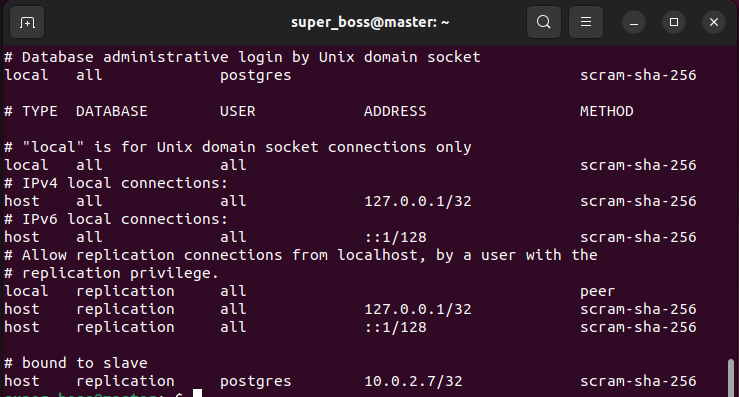 super_boss@master: ~
# Database administrative login by Unix domain socket
local   all             postgres                                scram-sha-256
# TYPE  DATABASE        USER            ADDRESS                 METHOD
# "local" is for Unix domain socket connections only
local   all             all                                     scram-sha-256
# IPv4 local connections:
host    all             all             127.0.0.1/32            scram-sha-256
# IPv6 local connections:
host    all             all             ::1/128                 scram-sha-256
# Allow replication connections from localhost, by a user with the
# replication privilege.
local   replication     all                                     peer
host    replication     all             127.0.0.1/32            scram-sha-256
host    replication     all             ::1/128                 scram-sha-256
# bound to slave
host    replication     postgres        10.0.2.7/32             scram-sha-256
super_boss@master:~$